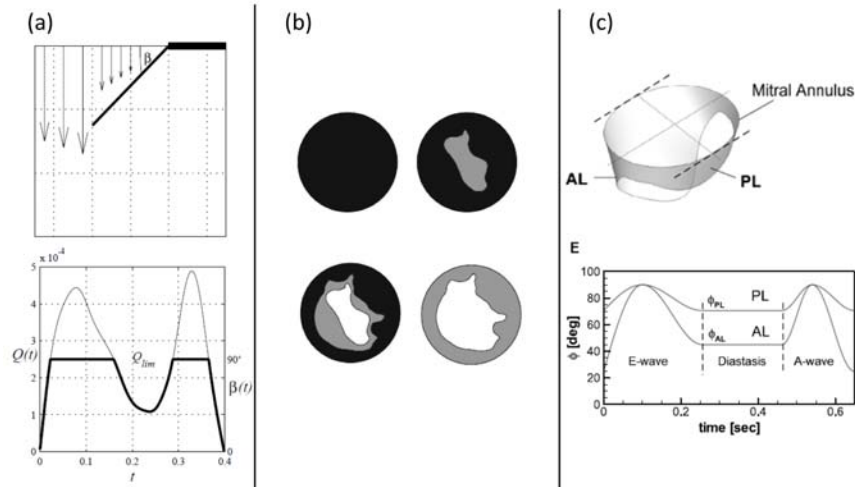 (a)
β
x 10⁻⁴
5
4
3
2
1
0
Q(t)
Q_lim
90°
β(t)
0
0 0.1 0.2 0.3 0.4
t
(b)
(c)
Mitral Annulus
AL
PL
E
100
80
60
40
20
0
ϕ [deg]
ϕ_PL PL
ϕ_AL AL
E-wave Diastasis A-wave
0 0.2 0.4 0.6
time [sec]